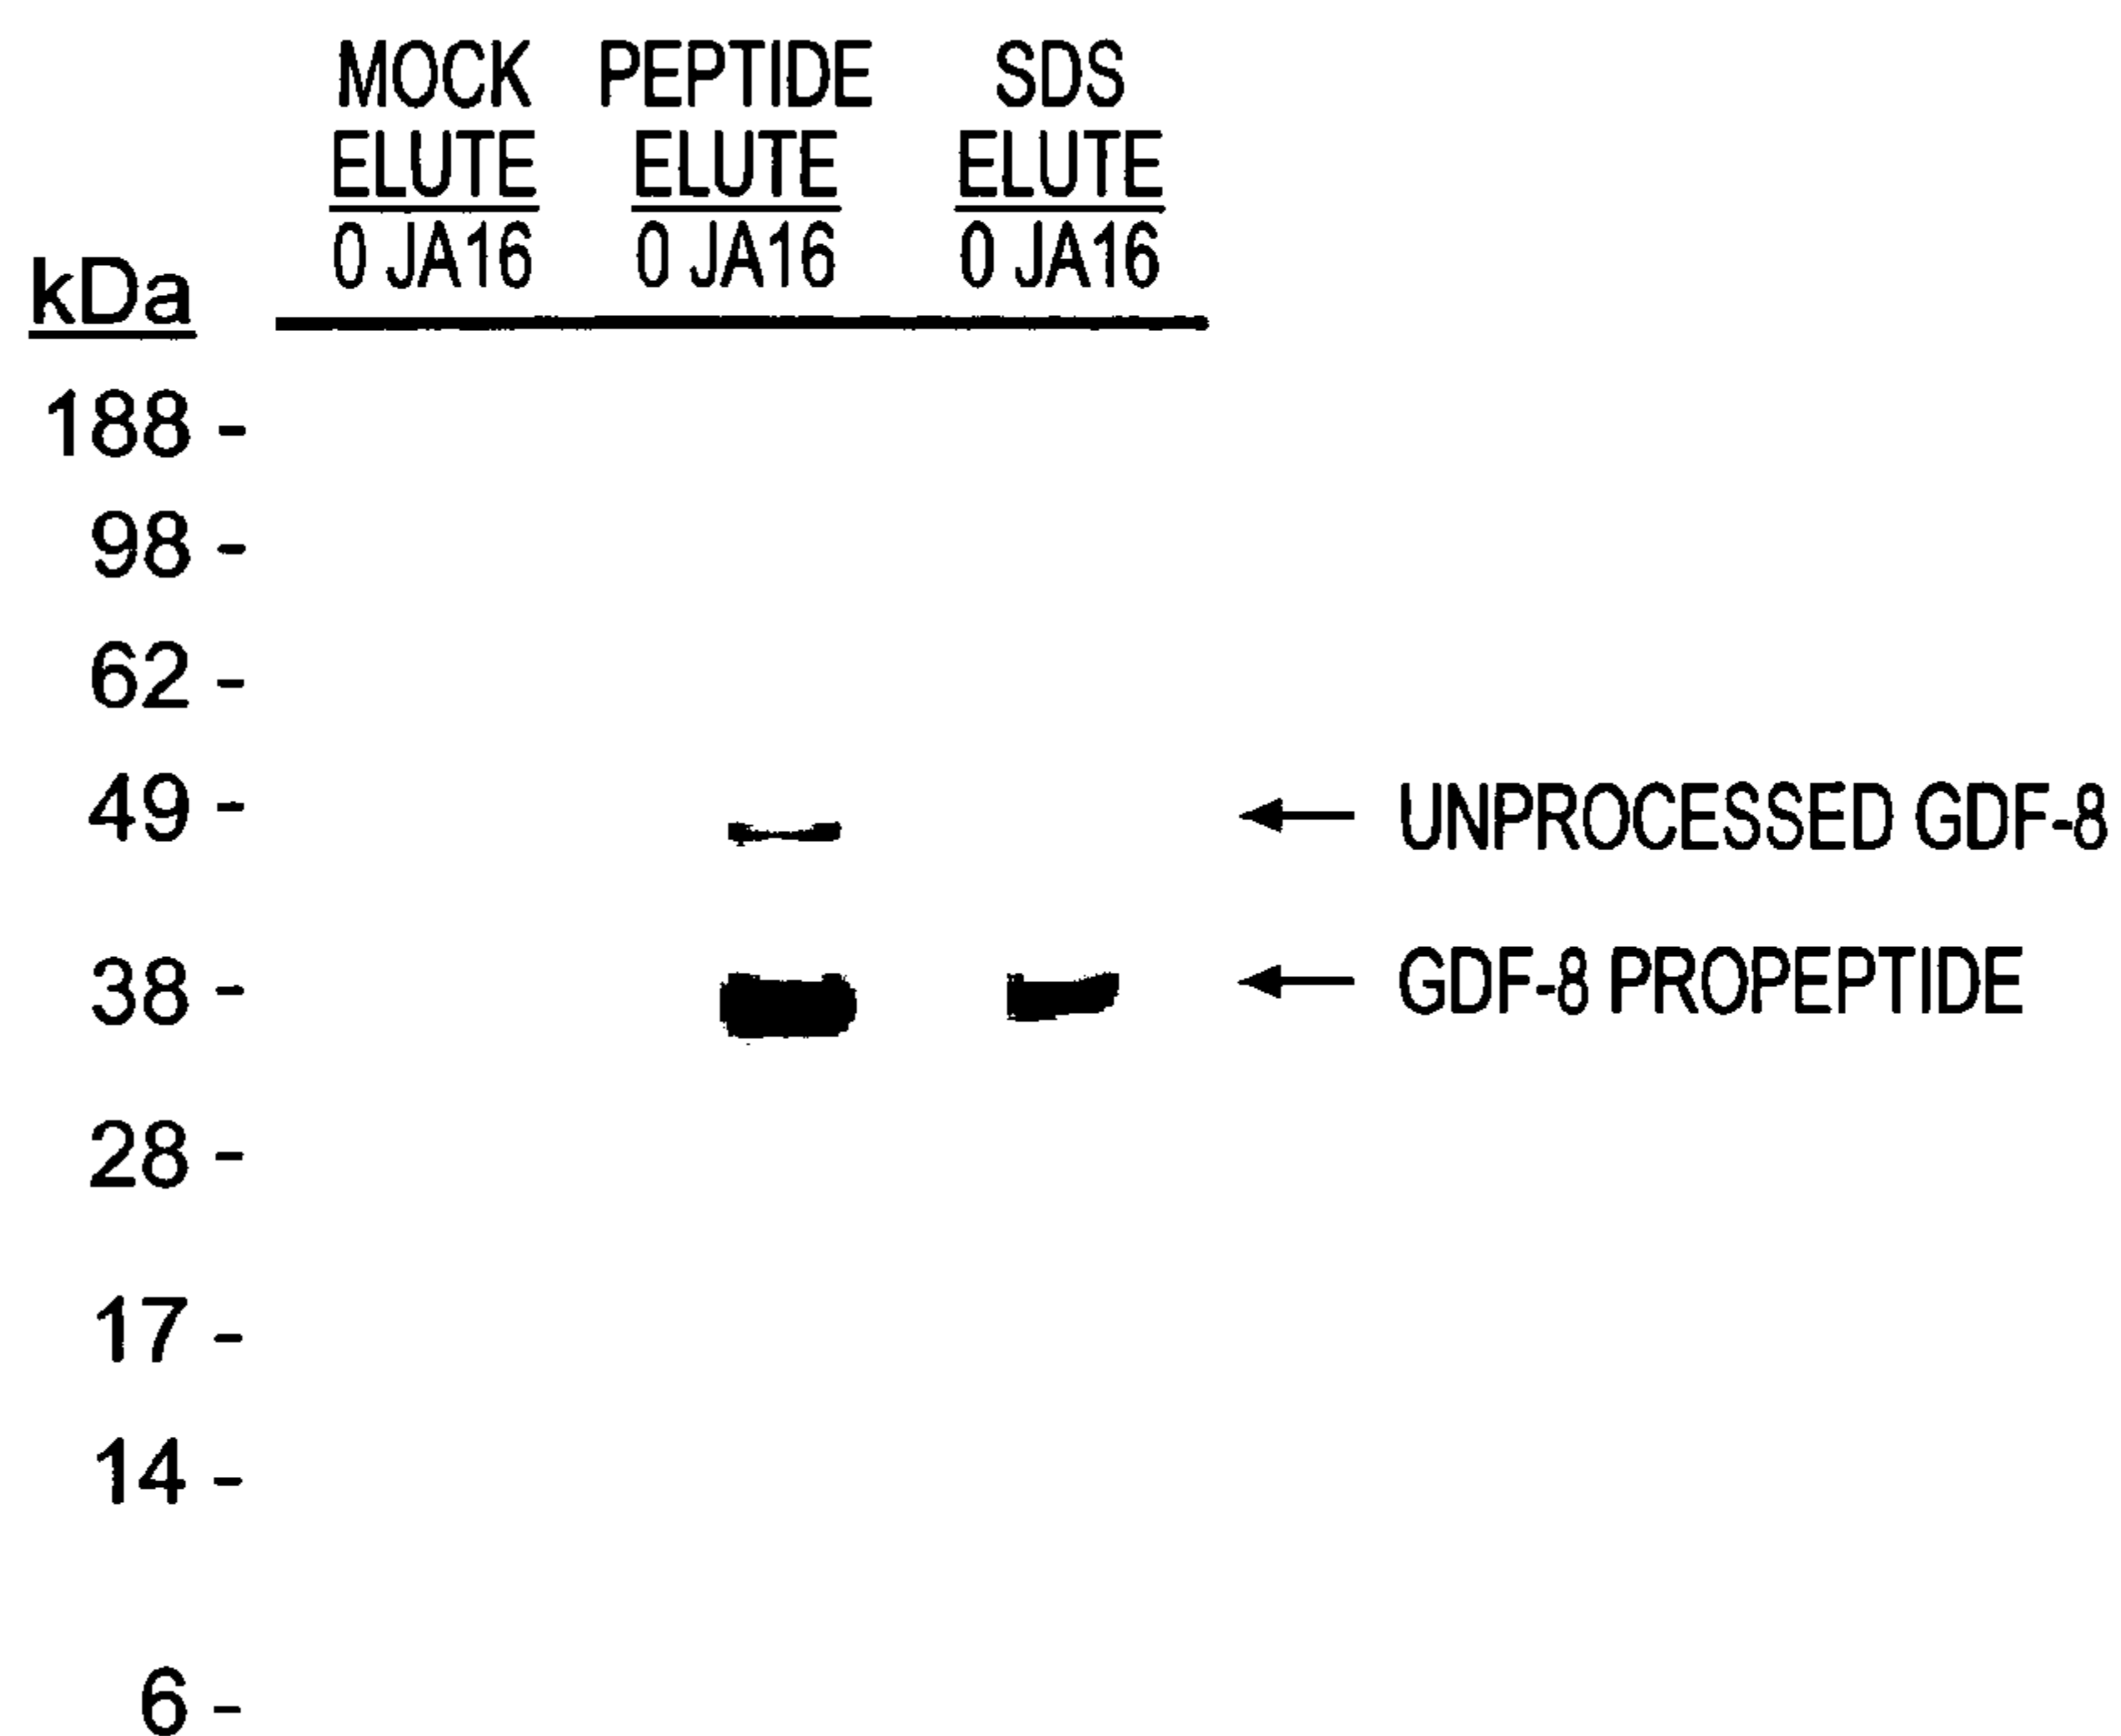 MOCK PEPTIDE SDS
ELUTE ELUTE ELUTE
kDa 0 JA16 0 JA16 0 JA16
188 -
98 -
62 -
49 - ← UNPROCESSED GDF-8
38 - ← GDF-8 PROPEPTIDE
28 -
17 -
14 -
6 -